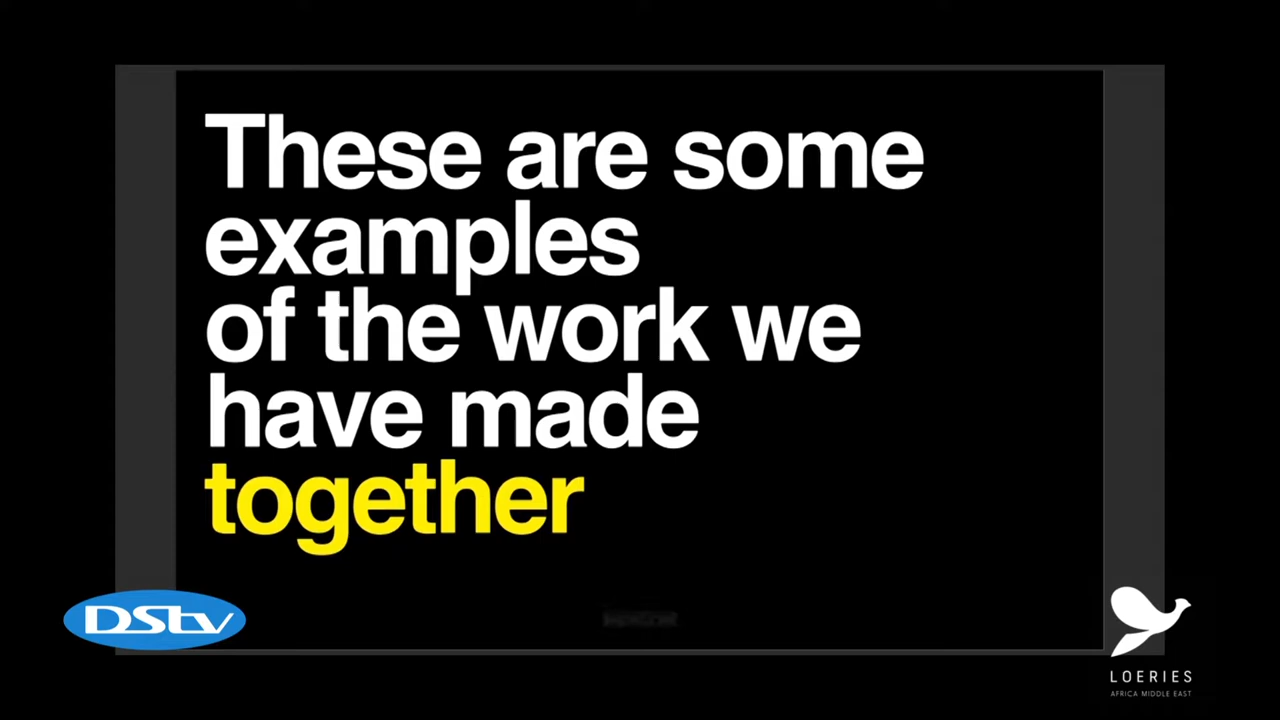 These are some
examples
of the work we
have made
together
DStv
LOERIES
AFRICA MIDDLE EAST